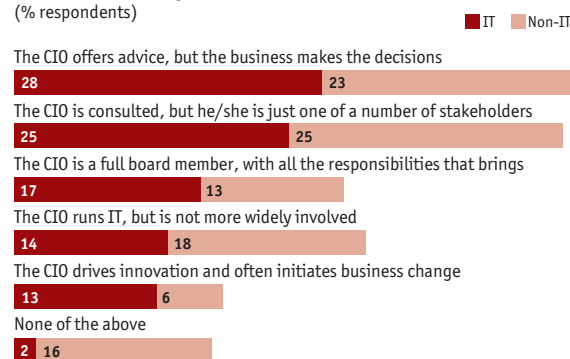 (% respondents)
IT Non-IT
The CIO offers advice, but the business makes the decisions
28 23
The CIO is consulted, but he/she is just one of a number of stakeholders
25 25
The CIO is a full board member, with all the responsibilities that brings
17 13
The CIO runs IT, but is not more widely involved
14 18
The CIO drives innovation and often initiates business change
13 6
None of the above
2 16